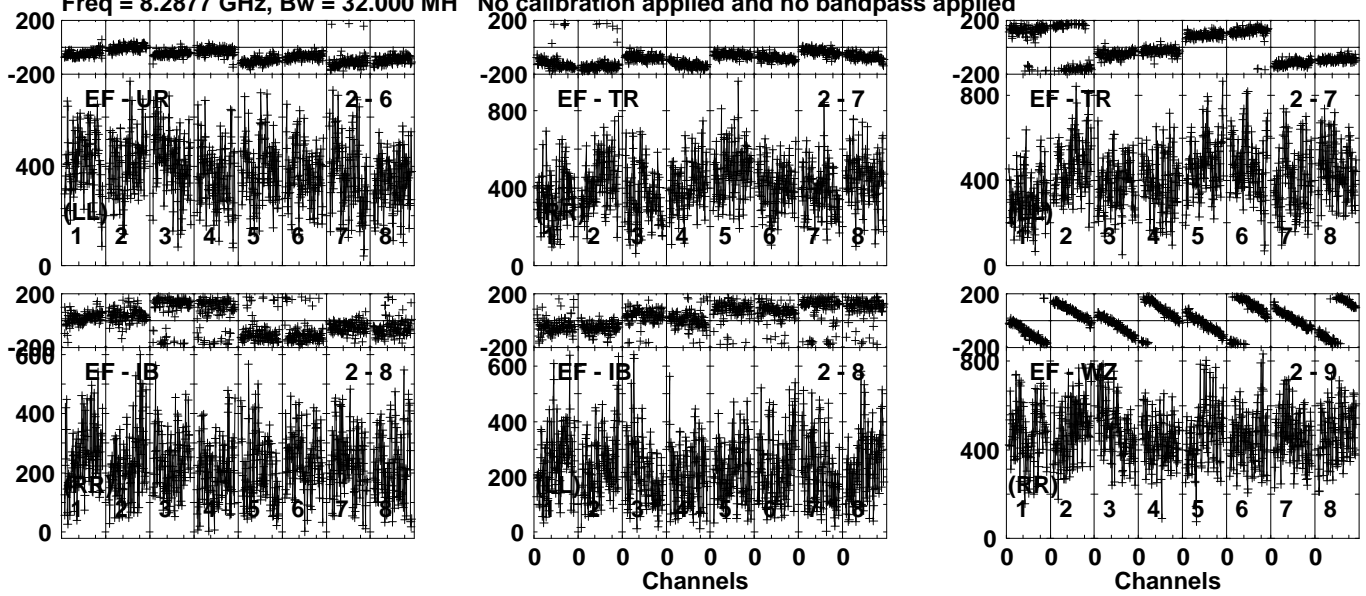 Freq = 8.2877 GHz, Bw = 32.000 MH No calibration applied and no bandpass applied
200 200 200
-200 -200 -200
EF - UR 2 - 6 EF - TR 2 - 7 EF - TR 2 - 7
800 800
400 400 400
(LL) (RR) (LL)
1 2 3 4 5 6 7 8 1 2 3 4 5 6 7 8 1 2 3 4 5 6 7 8
0 0 0
200 200 200
-200 -200 -200
600 600 800
EF - IB 2 - 8 EF - IB 2 - 8 EF - WZ 2 - 9
400 400 400
200 200
(RR) (LL) (RR)
1 2 3 4 5 6 7 8 1 2 3 4 5 6 7 8 1 2 3 4 5 6 7 8
0 0 0
0 0 0 0 0 0 0 0 0 0 0 0 0 0 0 0
Channels Channels